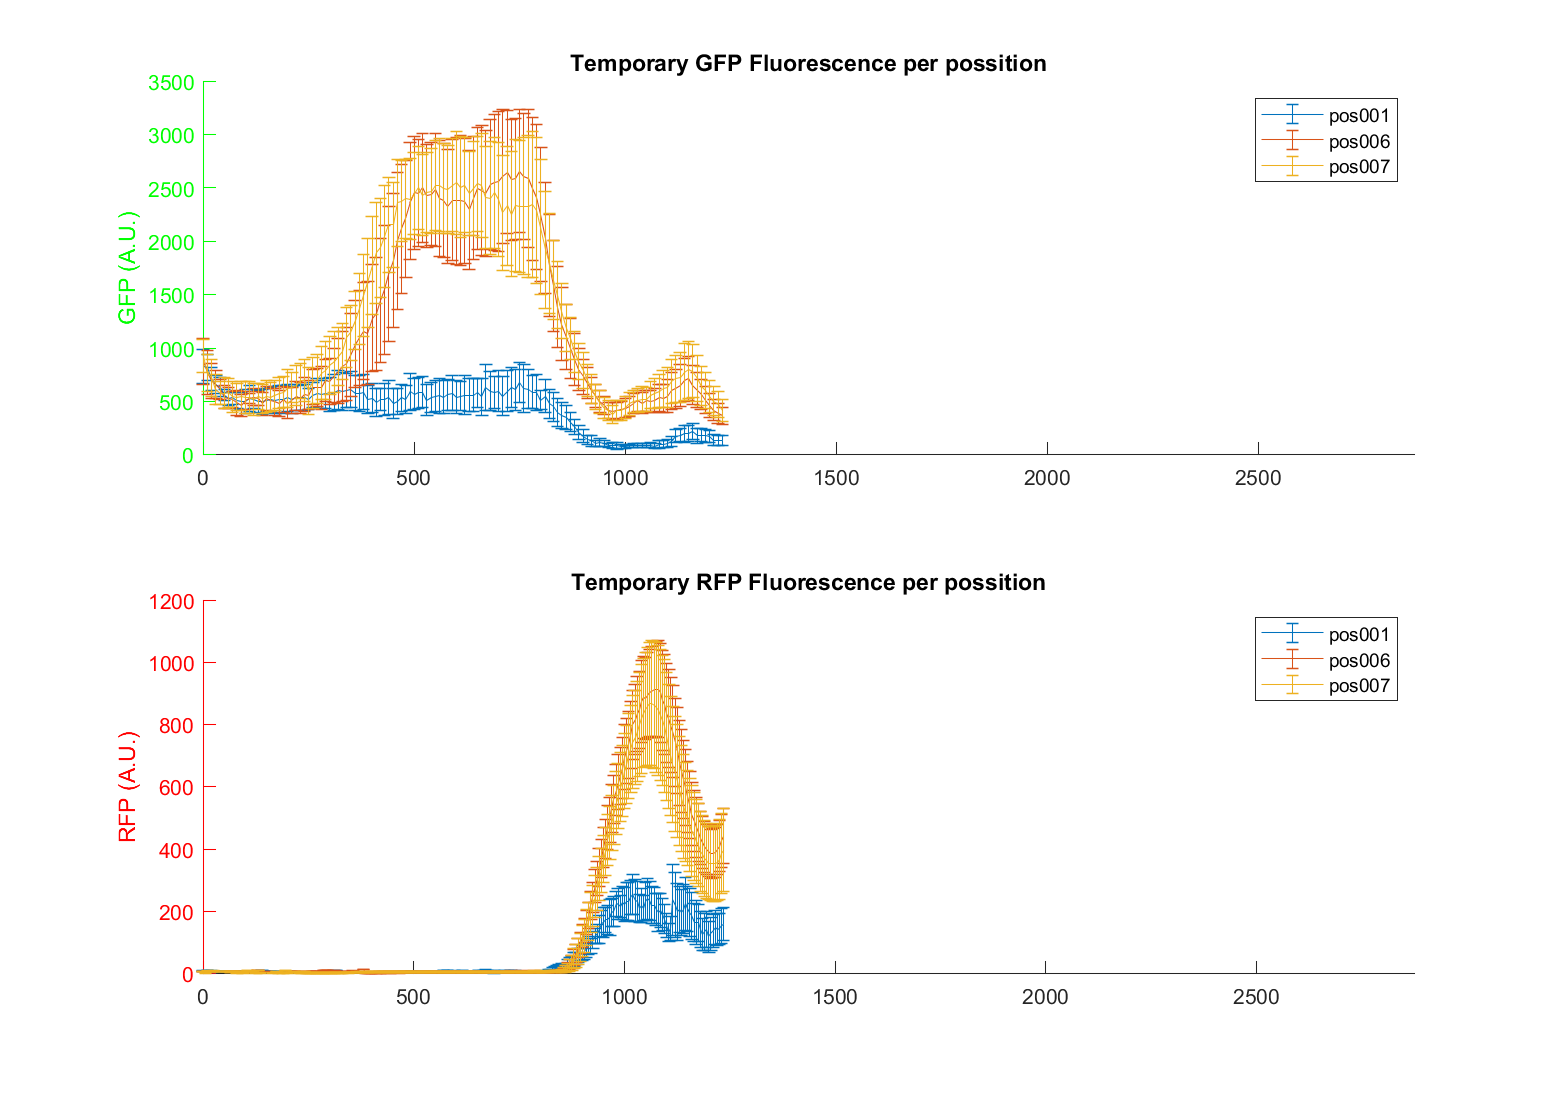 Temporary GFP Fluorescence per possition
GFP (A.U.)
3500
3000
2500
2000
1500
1000
500
0
0 500 1000 1500 2000 2500
pos001
pos006
pos007
Temporary RFP Fluorescence per possition
RFP (A.U.)
1200
1000
800
600
400
200
0
0 500 1000 1500 2000 2500
pos001
pos006
pos007